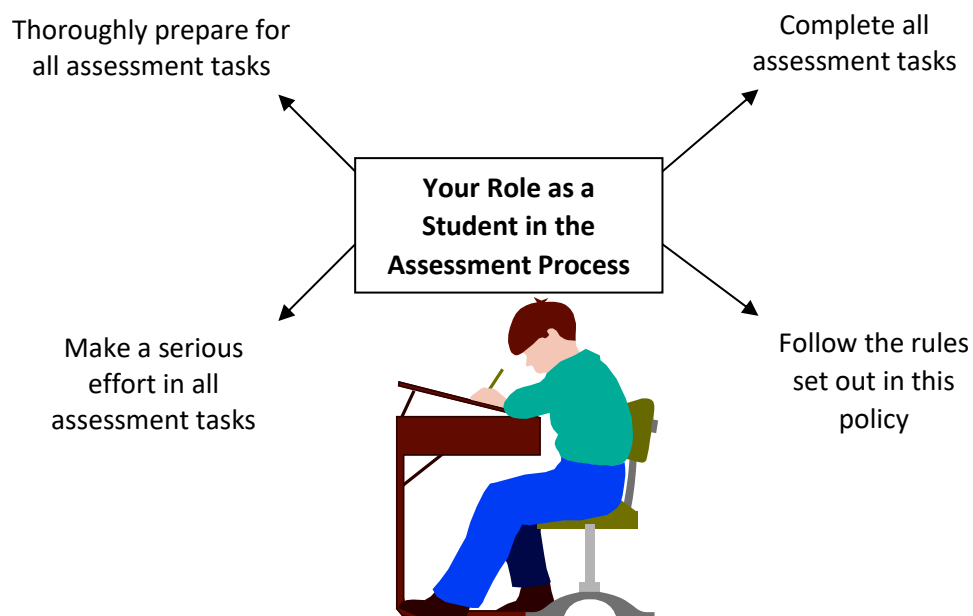 Thoroughly prepare for
all assessment tasks
Complete all
assessment tasks
Your Role as a
Student in the
Assessment Process
Make a serious
effort in all
assessment tasks
Follow the rules
set out in this
policy